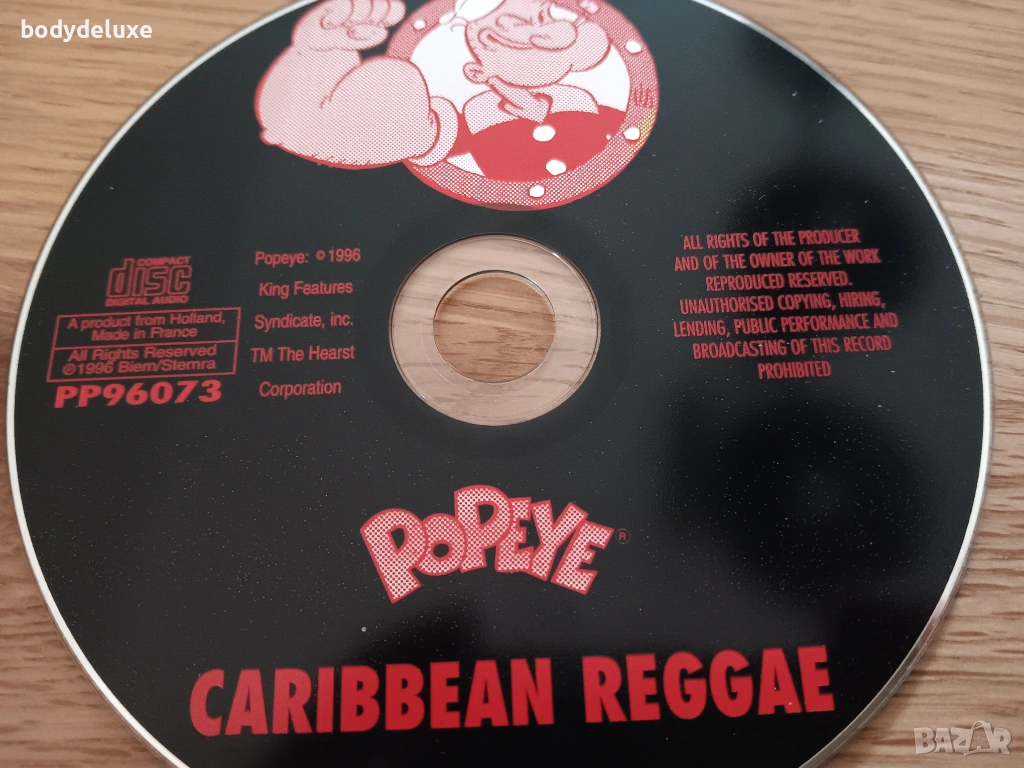 bodydeluxe
COMPACT
disc
DIGITAL AUDIO
A product from Holland,
Made in France
All Rights Reserved
©1996 Biem/Stemra
PP96073
Popeye: © 1996
King Features
Syndicate, inc.
TM The Hearst
Corporation
ALL RIGHTS OF THE PRODUCER
AND OF THE OWNER OF THE WORK
REPRODUCED RESERVED.
UNAUTHORISED COPYING, HIRING,
LENDING, PUBLIC PERFORMANCE AND
BROADCASTING OF THIS RECORD
PROHIBITED
POPEYE®
CARIBBEAN REGGAE
BAZAR